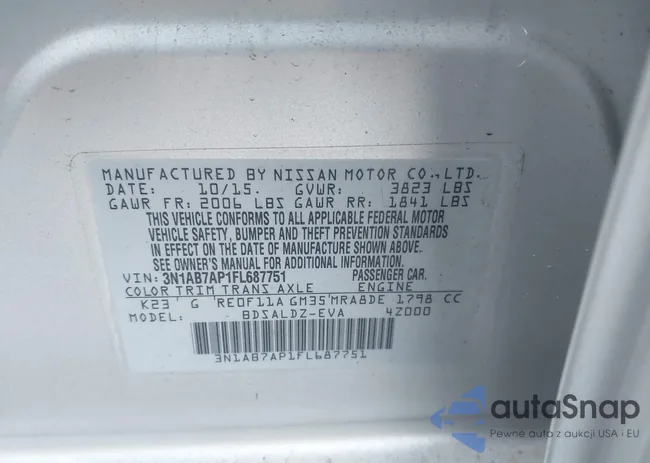 MANUFACTURED BY NISSAN MOTOR CO.,LTD.
DATE: 10/15. GVWR: 3823 LBS
GAWR FR: 2006 LBS GAWR RR: 1841 LBS
THIS VEHICLE CONFORMS TO ALL APPLICABLE FEDERAL MOTOR
VEHICLE SAFETY, BUMPER AND THEFT PREVENTION STANDARDS
IN EFFECT ON THE DATE OF MANUFACTURE SHOWN ABOVE.
SEE OWNER'S MANUAL FOR ADDITIONAL INFORMATION.
VIN: 3N1AB7AP1FL687751 PASSENGER CAR.
COLOR TRIM TRANS AXLE ENGINE
K23 G RE0F11A GM35 MRA8DE 1798 CC
MODEL: BDSALDZ-EVA 4Z000
3N1AB7AP1FL687751
autoSnap
Pewne auta z aukcji USA i EU